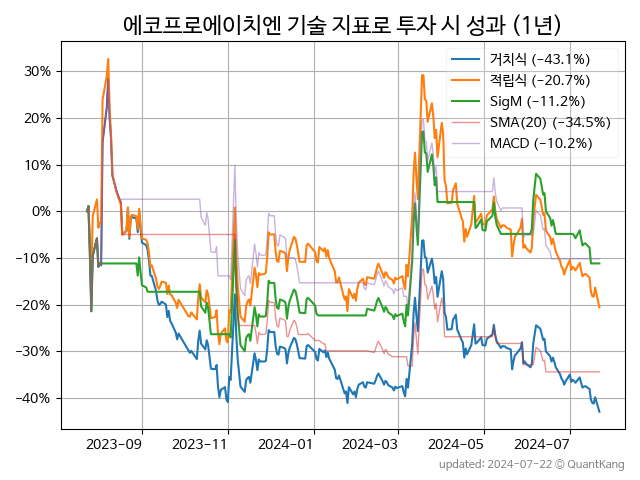 에코프로에이치엔 기술 지표로 투자 시 성과 (1년)
거치식 (−43.1%)
적립식 (−20.7%)
SigM (−11.2%)
SMA(20) (−34.5%)
MACD (−10.2%)
30%
20%
10%
0%
−10%
−20%
−30%
−40%
2023-09 2023-11 2024-01 2024-03 2024-05 2024-07
updated: 2024-07-22 © QuantKang